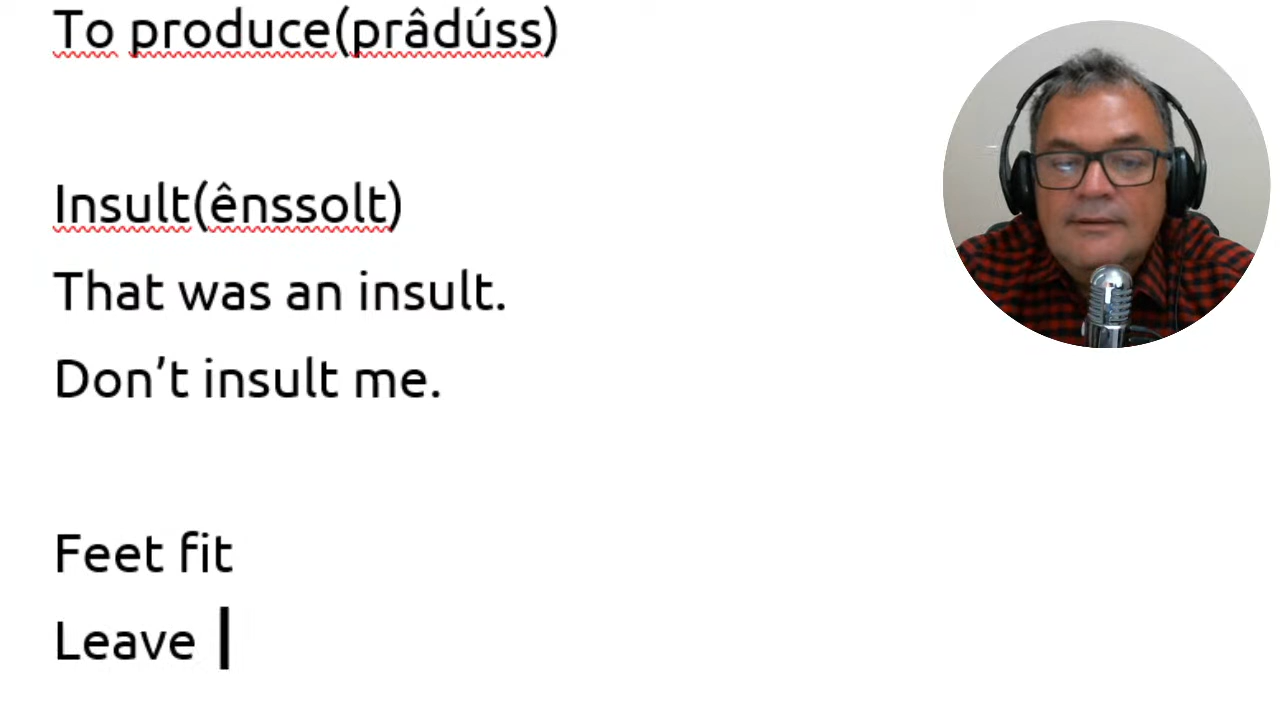 To produce(prâdúss)
Insult(ênssolt)
That was an insult.
Don’t insult me.
Feet fit
Leave